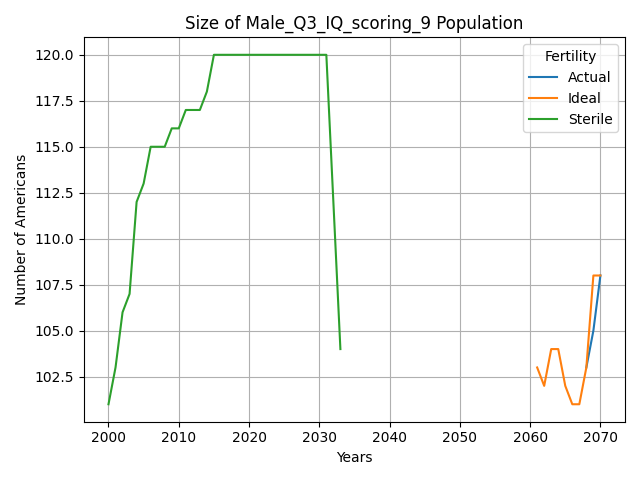 Size of Male_Q3_IQ_scoring_9 Population
Fertility
Actual
Ideal
Sterile
Number of Americans
120.0
117.5
115.0
112.5
110.0
107.5
105.0
102.5
2000 2010 2020 2030 2040 2050 2060 2070
Years